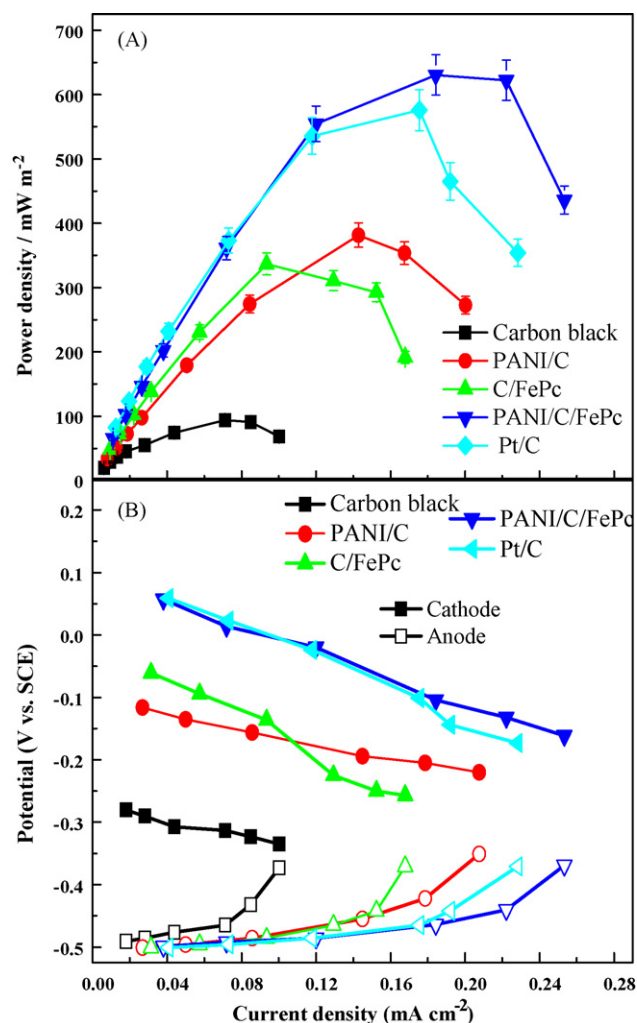 (A)
700
600
500
400
300
200
100
0
Power density / mW m-2
Carbon black
PANI/C
C/FePc
PANI/C/FePc
Pt/C
(B)
Carbon black
PANI/C
C/FePc
PANI/C/FePc
Pt/C
Cathode
Anode
0.2
0.1
0.0
-0.1
-0.2
-0.3
-0.4
-0.5
Potential (V vs. SCE)
0.00 0.04 0.08 0.12 0.16 0.20 0.24 0.28
Current density (mA cm-2)